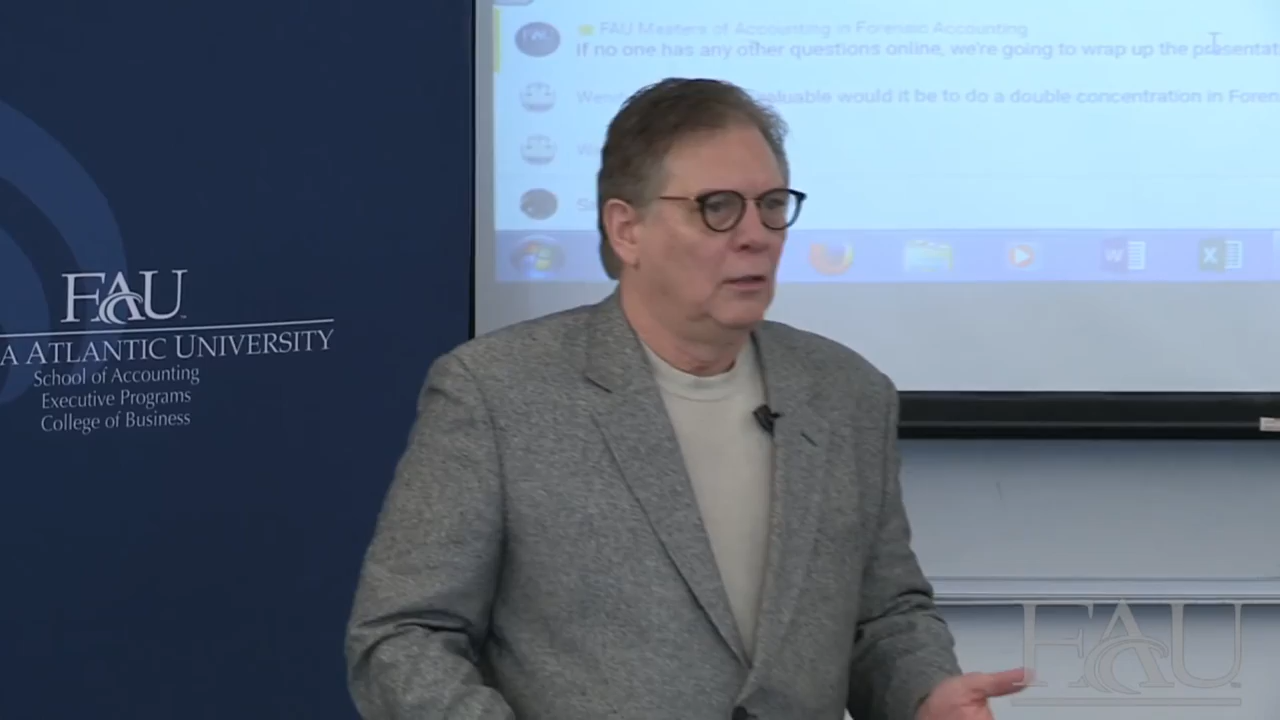 FAU Masters of Accounting in Forensic Accounting
If no one has any other questions online, we're going to wrap up the presentat
would it be to do a double concentration in Foren
FAU
A ATLANTIC UNIVERSITY
School of Accounting
Executive Programs
College of Business
FAU